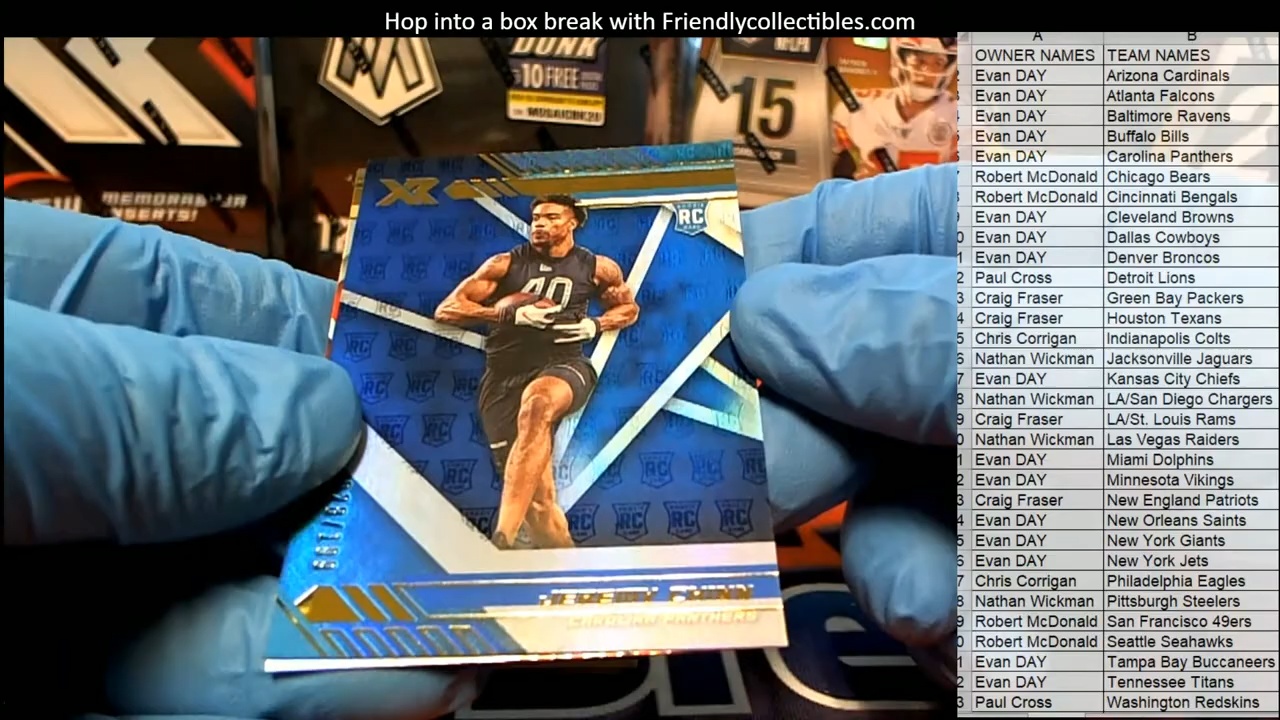 Hop into a box break with Friendlycollectibles.com
DUNK
10 FREE
MEMORABILIA
INSERTS!
15
XR
RC
40
JEREMY CHINN
CAROLINA PANTHERS
A B
OWNER NAMES TEAM NAMES
Evan DAY Arizona Cardinals
Evan DAY Atlanta Falcons
Evan DAY Baltimore Ravens
Evan DAY Buffalo Bills
Evan DAY Carolina Panthers
Robert McDonald Chicago Bears
Robert McDonald Cincinnati Bengals
Evan DAY Cleveland Browns
Evan DAY Dallas Cowboys
Evan DAY Denver Broncos
Paul Cross Detroit Lions
Craig Fraser Green Bay Packers
Craig Fraser Houston Texans
Chris Corrigan Indianapolis Colts
Nathan Wickman Jacksonville Jaguars
Evan DAY Kansas City Chiefs
Nathan Wickman LA/San Diego Chargers
Craig Fraser LA/St. Louis Rams
Nathan Wickman Las Vegas Raiders
Evan DAY Miami Dolphins
Evan DAY Minnesota Vikings
Craig Fraser New England Patriots
Evan DAY New Orleans Saints
Evan DAY New York Giants
Evan DAY New York Jets
Chris Corrigan Philadelphia Eagles
Nathan Wickman Pittsburgh Steelers
Robert McDonald San Francisco 49ers
Robert McDonald Seattle Seahawks
Evan DAY Tampa Bay Buccaneers
Evan DAY Tennessee Titans
Paul Cross Washington Redskins